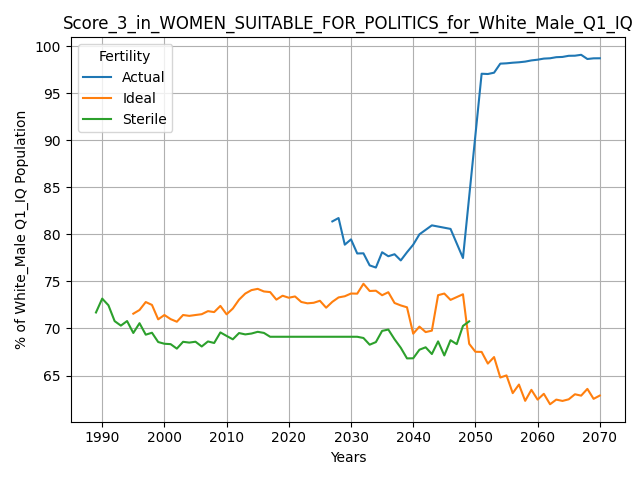 Score_3_in_WOMEN_SUITABLE_FOR_POLITICS_for_White_Male_Q1_IQ
% of White_Male Q1_IQ Population
100
95
90
85
80
75
70
65
Fertility
Actual
Ideal
Sterile
1990 2000 2010 2020 2030 2040 2050 2060 2070
Years